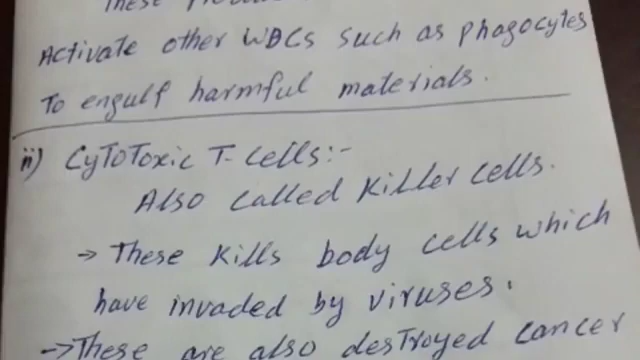 These
Activate other WBCs such as phagocytes
To engulf harmful materials.
ii) Cytotoxic T-cells:-
Also called Killer cells.
→ These Kills body cells which
have invaded by viruses.
→ These are also destroyed cancer